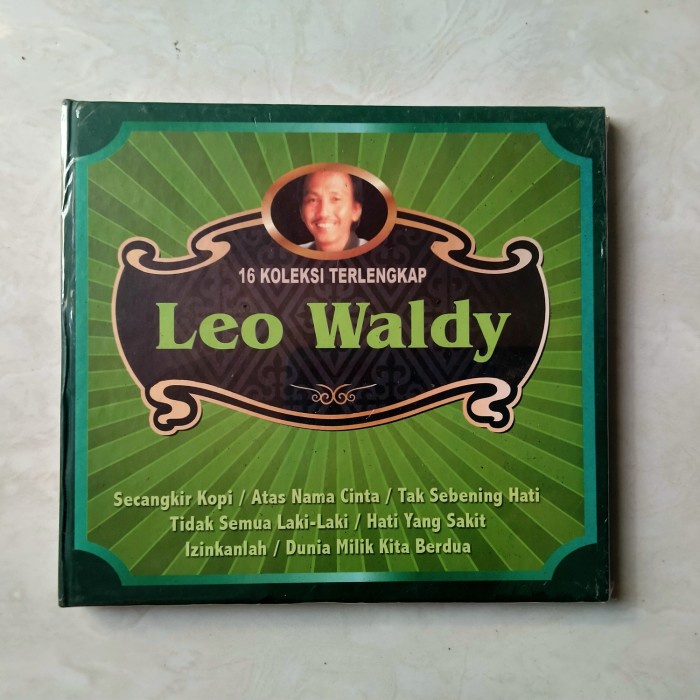 16 KOLEKSI TERLENGKAP
Leo Waldy
Secangkir Kopi / Atas Nama Cinta / Tak Sebening Hati
Tidak Semua Laki-Laki / Hati Yang Sakit
Izinkanlah / Dunia Milik Kita Berdua